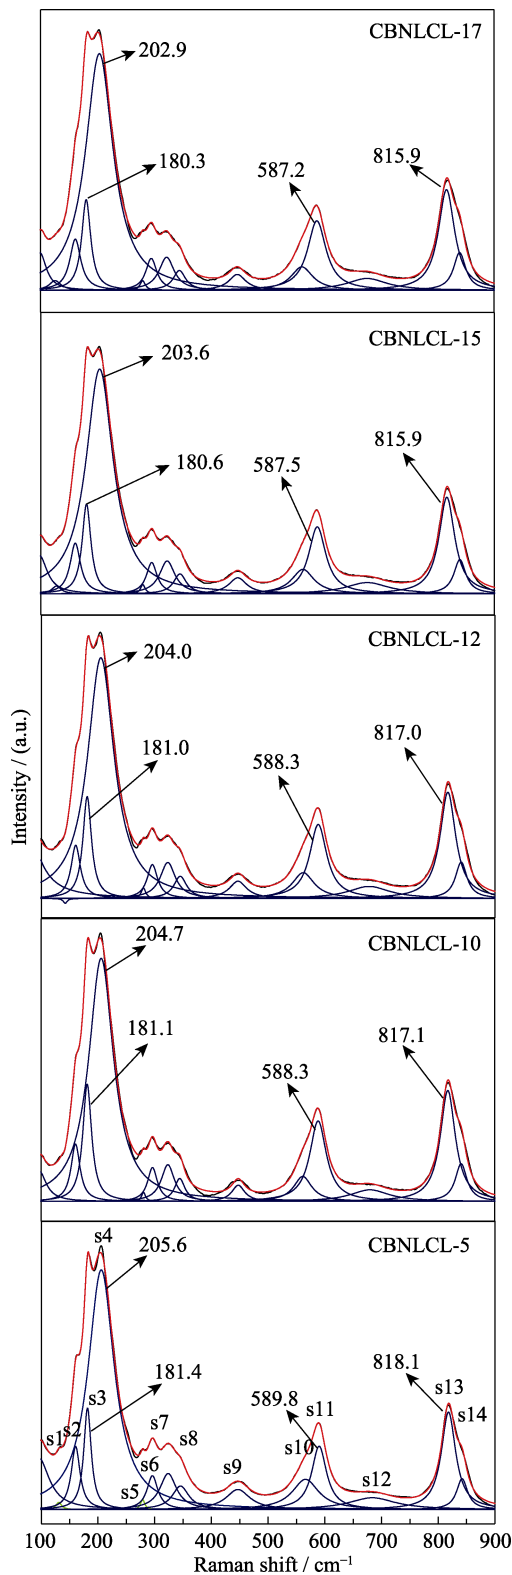 CBNLCL-17
202.9
180.3
587.2
815.9
CBNLCL-15
203.6
180.6
587.5
815.9
CBNLCL-12
204.0
181.0
588.3
817.0
Intensity / (a.u.)
CBNLCL-10
204.7
181.1
588.3
817.1
CBNLCL-5
s4
205.6
181.4
818.1
s13
s3
589.8
s11
s14
s1
s2
s7
s8
s10
s6
s9
s12
s5
100 200 300 400 500 600 700 800 900
Raman shift / cm⁻¹